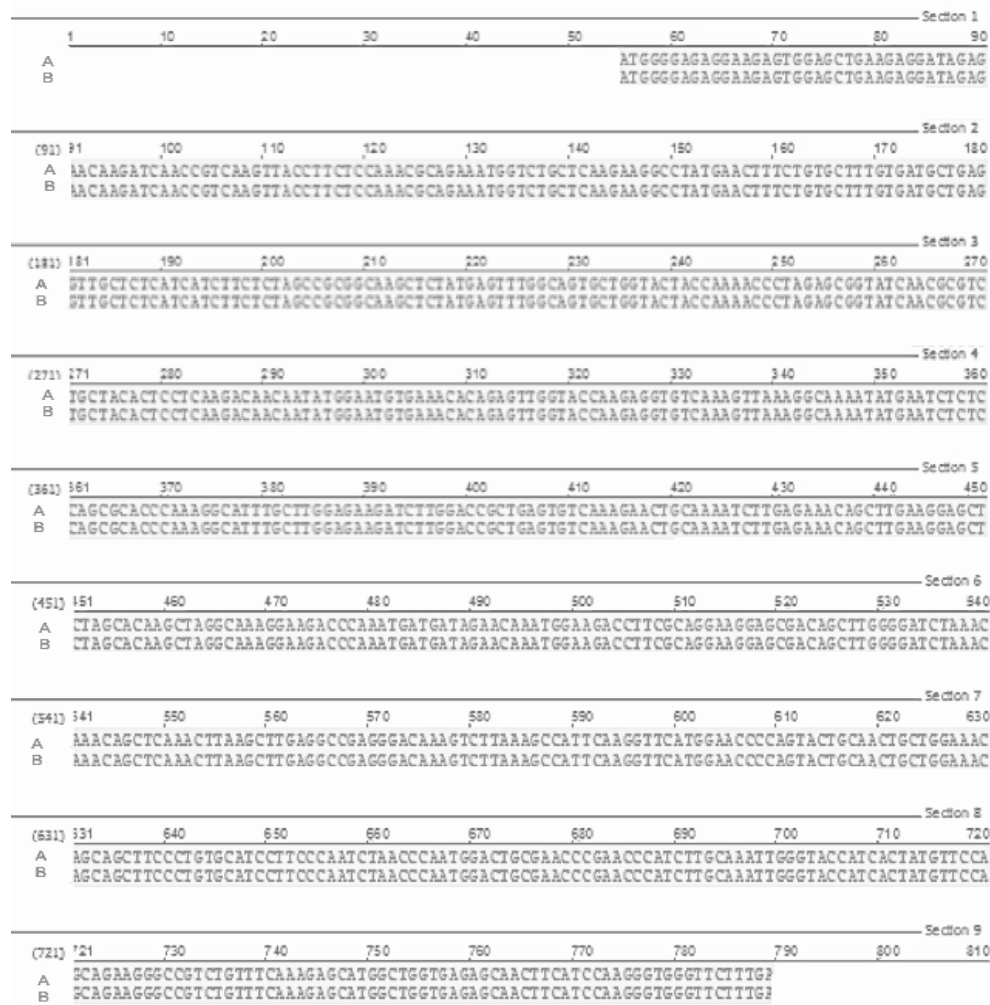 Section 1
1 10 20 30 40 50 60 70 80 90
A ATGGGGAGAGGAAGAGTGGAGCTGAAGAGGATAGAG
B ATGGGGAGAGGAAGAGTGGAGCTGAAGAGGATAGAG
Section 2
(91) 91 100 110 120 130 140 150 160 170 180
A AACAAGATCAACCGTCAAGTTACCTTCTCCAAACGCAGAAATGGTCTGCTCAAGAAGGCCTATGAACTTTCTGTGCTTTGTGATGCTGAG
B AACAAGATCAACCGTCAAGTTACCTTCTCCAAACGCAGAAATGGTCTGCTCAAGAAGGCCTATGAACTTTCTGTGCTTTGTGATGCTGAG
Section 3
(181) 181 190 200 210 220 230 240 250 260 270
A GTTGCTCTCATCATCTTCTCTAGCCGCGGCAAGCTCTATGAGTTTGGCAGTGCTGGTACTACCAAAACCCTAGAGCGGTATCAACGCGTC
B GTTGCTCTCATCATCTTCTCTAGCCGCGGCAAGCTCTATGAGTTTGGCAGTGCTGGTACTACCAAAACCCTAGAGCGGTATCAACGCGTC
Section 4
(271) 271 280 290 300 310 320 330 340 350 360
A TGCTACACTCCTCAAGACAACAATATGGAATGTGAAACACAGAGTTGGTACCAAGAGGTGTCAAAGTTAAAGGCAAAATATGAATCTCTC
B TGCTACACTCCTCAAGACAACAATATGGAATGTGAAACACAGAGTTGGTACCAAGAGGTGTCAAAGTTAAAGGCAAAATATGAATCTCTC
Section 5
(361) 361 370 380 390 400 410 420 430 440 450
A CAGCGCACCCAAAGGCATTTGCTTGGAGAAGATCTTGGACCGCTGAGTGTCAAAGAACTGCAAAATCTTGAGAAACAGCTTGAAGGAGCT
B CAGCGCACCCAAAGGCATTTGCTTGGAGAAGATCTTGGACCGCTGAGTGTCAAAGAACTGCAAAATCTTGAGAAACAGCTTGAAGGAGCT
Section 6
(451) 451 460 470 480 490 500 510 520 530 540
A CTAGCACAAGCTAGGCAAAGGAAGACCCAAATGATGATAGAACAAATGGAAGACCTTCGCAGGAAGGAGCGACAGCTTGGGGATCTAAAC
B CTAGCACAAGCTAGGCAAAGGAAGACCCAAATGATGATAGAACAAATGGAAGACCTTCGCAGGAAGGAGCGACAGCTTGGGGATCTAAAC
Section 7
(541) 541 550 560 570 580 590 600 610 620 630
A AAACAGCTCAAACTTAAGCTTGAGGCCGAGGGACAAAGTCTTAAAGCCATTCAAGGTTCATGGAACCCCAGTACTGCAACTGCTGGAAAC
B AAACAGCTCAAACTTAAGCTTGAGGCCGAGGGACAAAGTCTTAAAGCCATTCAAGGTTCATGGAACCCCAGTACTGCAACTGCTGGAAAC
Section 8
(631) 631 640 650 660 670 680 690 700 710 720
A AGCAGCTTCCCTGTGCATCCTTCCCAATCTAACCCAATGGACTGCGAACCCGAACCCATCTTGCAAATTGGGTACCATCACTATGTTCCA
B AGCAGCTTCCCTGTGCATCCTTCCCAATCTAACCCAATGGACTGCGAACCCGAACCCATCTTGCAAATTGGGTACCATCACTATGTTCCA
Section 9
(721) 721 730 740 750 760 770 780 790 800 810
A GCAGAAGGGCCGTCTGTTTCAAAGAGCATGGCTGGTGAGAGCAACTTCATCCAAGGGTGGGTTCTTTGA
B GCAGAAGGGCCGTCTGTTTCAAAGAGCATGGCTGGTGAGAGCAACTTCATCCAAGGGTGGGTTCTTTGA